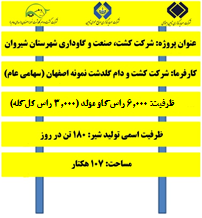 عنوان پروژه: شرکت کشت، صنعت و گاوداری شهرستان شیروان
کارفرما: شرکت کشت و دام گلدشت نمونه اصفهان (سهامی عام)
ظرفیت: ۶,۰۰۰ راس گاو مولد (۳,۰۰۰ راس کل گله)
ظرفیت اسمی تولید شیر: ۱۸۰ تن در روز
مساحت: ۱۰۷ هکتار